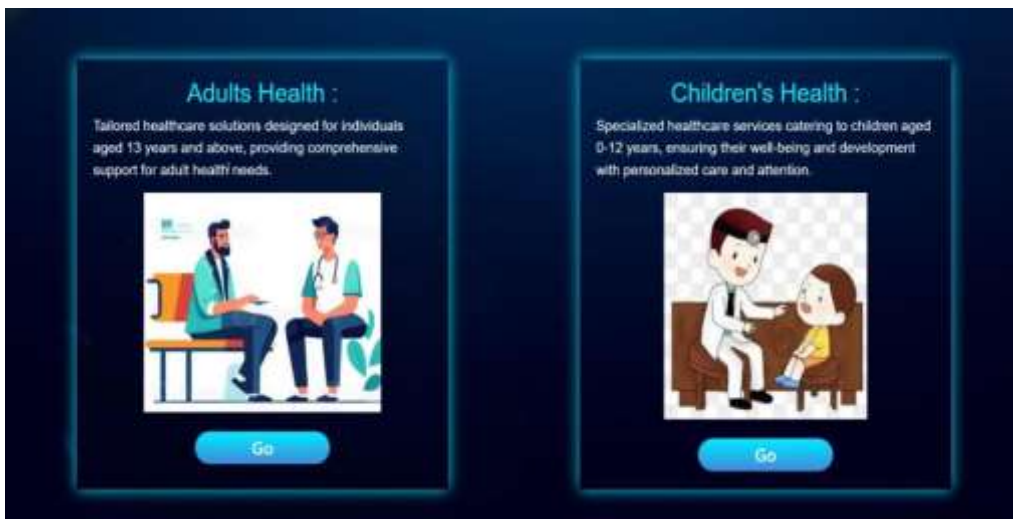 Adults Health :
Tailored healthcare solutions designed for individuals
aged 13 years and above, providing comprehensive
support for adult health needs.
Go
Children's Health :
Specialized healthcare services catering to children aged
0-12 years, ensuring their well-being and development
with personalized care and attention.
Go